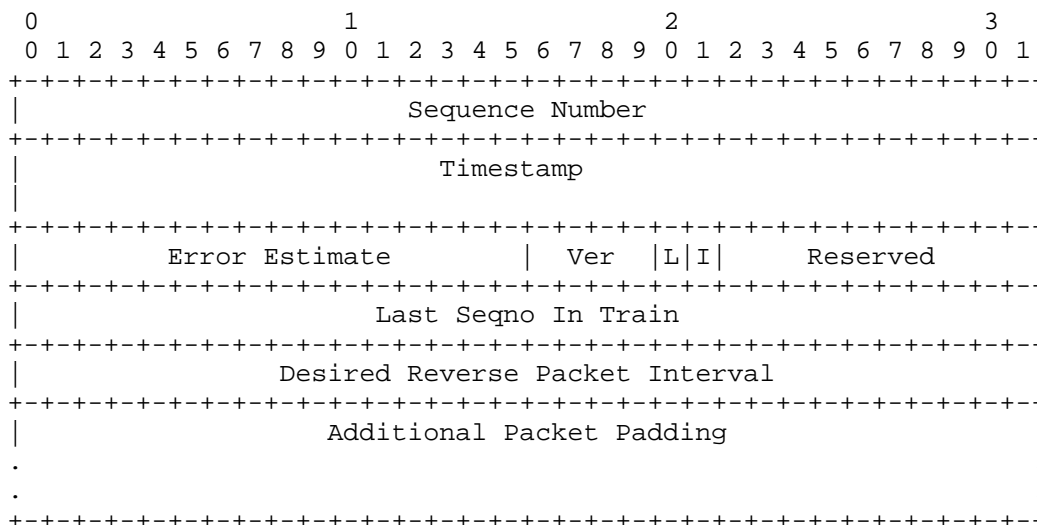 0                   1                   2                   3
 0 1 2 3 4 5 6 7 8 9 0 1 2 3 4 5 6 7 8 9 0 1 2 3 4 5 6 7 8 9 0 1
+-+-+-+-+-+-+-+-+-+-+-+-+-+-+-+-+-+-+-+-+-+-+-+-+-+-+-+-+-+-+-+--
|                        Sequence Number
+-+-+-+-+-+-+-+-+-+-+-+-+-+-+-+-+-+-+-+-+-+-+-+-+-+-+-+-+-+-+-+--
|                          Timestamp
|
+-+-+-+-+-+-+-+-+-+-+-+-+-+-+-+-+-+-+-+-+-+-+-+-+-+-+-+-+-+-+-+--
|         Error Estimate        |  Ver  |L|I|     Reserved
+-+-+-+-+-+-+-+-+-+-+-+-+-+-+-+-+-+-+-+-+-+-+-+-+-+-+-+-+-+-+-+--
|                      Last Seqno In Train
+-+-+-+-+-+-+-+-+-+-+-+-+-+-+-+-+-+-+-+-+-+-+-+-+-+-+-+-+-+-+-+--
|                Desired Reverse Packet Interval
+-+-+-+-+-+-+-+-+-+-+-+-+-+-+-+-+-+-+-+-+-+-+-+-+-+-+-+-+-+-+-+--
|                   Additional Packet Padding
.
.
+-+-+-+-+-+-+-+-+-+-+-+-+-+-+-+-+-+-+-+-+-+-+-+-+-+-+-+-+-+-+-+--